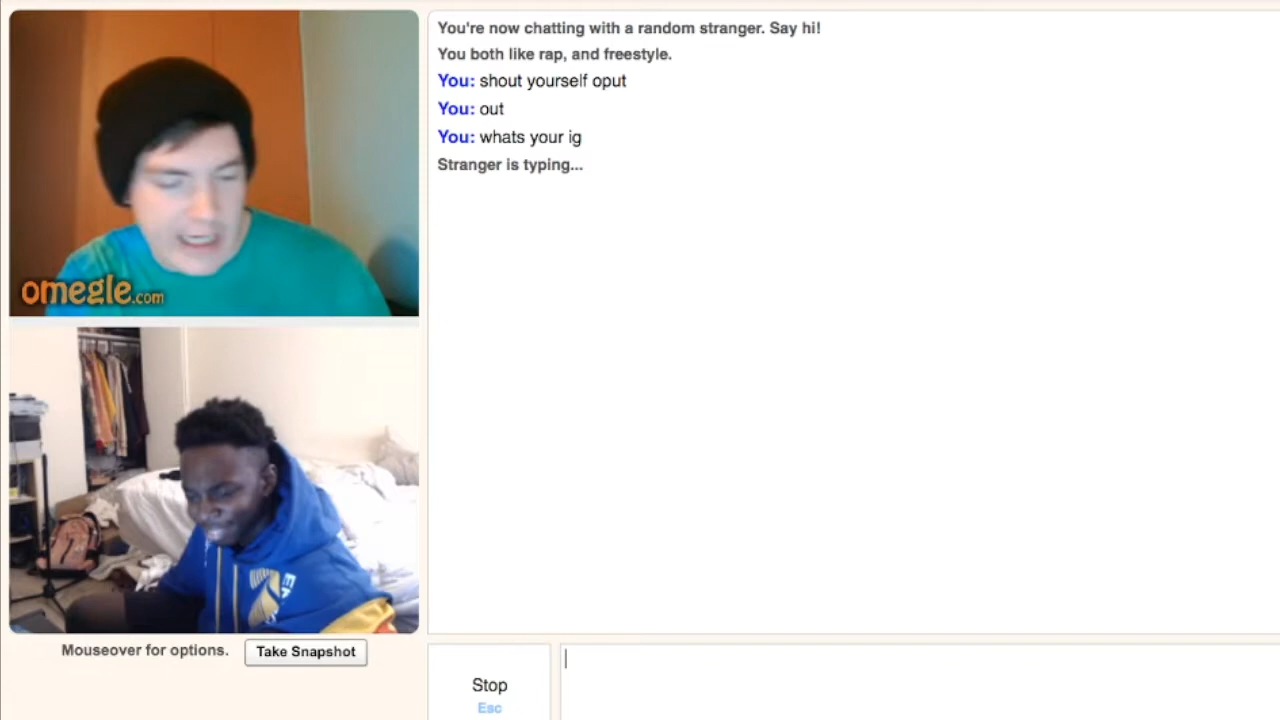 You're now chatting with a random stranger. Say hi!
You both like rap, and freestyle.
You: shout yourself oput
You: out
You: whats your ig
Stranger is typing...
omegle.com
Mouseover for options.
Take Snapshot
Stop
Esc